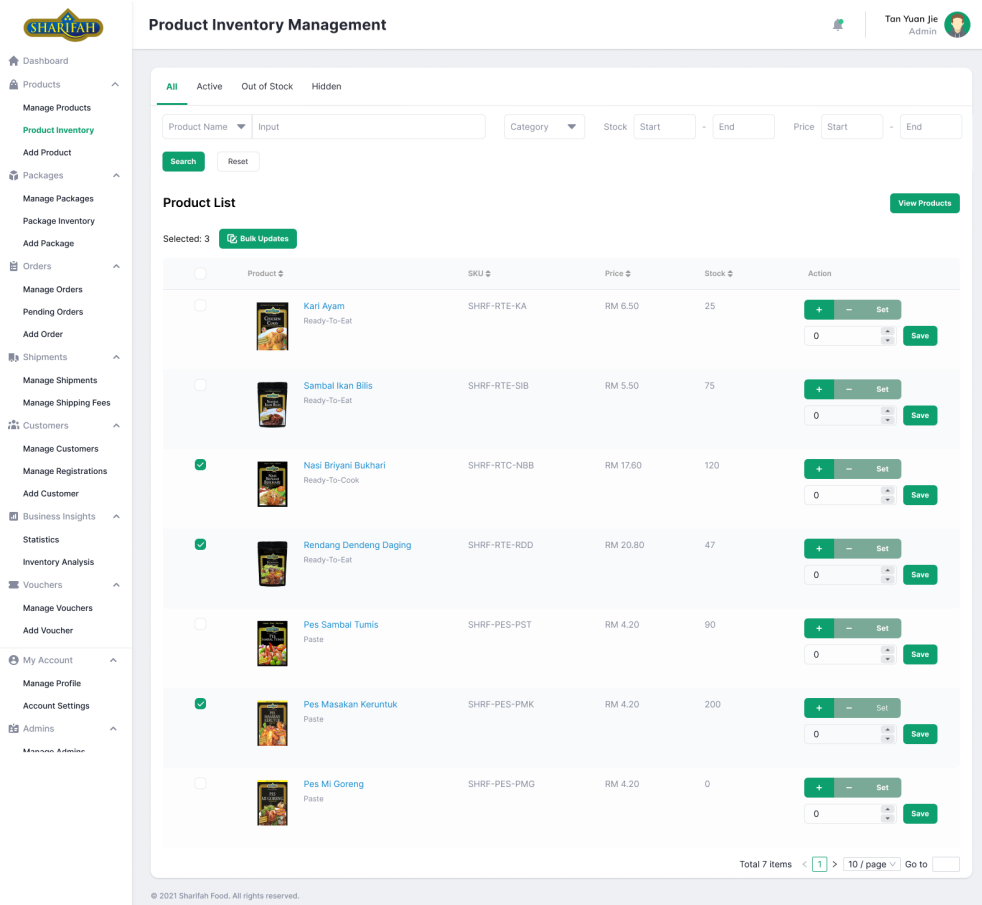 SHARIFAH
Product Inventory Management
Tan Yuan Jie
Admin
Dashboard
Products
Manage Products
Product Inventory
Add Product
Packages
Manage Packages
Package Inventory
Add Package
Orders
Manage Orders
Pending Orders
Add Order
Shipments
Manage Shipments
Manage Shipping Fees
Customers
Manage Customers
Manage Registrations
Add Customer
Business Insights
Statistics
Inventory Analysis
Vouchers
Manage Vouchers
Add Voucher
My Account
Manage Profile
Account Settings
Admins
Manage Admins
All Active Out of Stock Hidden
Product Name Input Category Stock Start - End Price Start - End
Search Reset
Product List View Products
Selected: 3 Bulk Updates
Product SKU Price Stock Action
Kari Ayam SHRF-RTE-KA RM 6.50 25 + − Set
Ready-To-Eat
0 Save
Sambal Ikan Bilis SHRF-RTE-SIB RM 5.50 75 + − Set
Ready-To-Eat
0 Save
Nasi Briyani Bukhari SHRF-RTC-NBB RM 17.60 120 + − Set
Ready-To-Cook
0 Save
Rendang Dendeng Daging SHRF-RTE-RDD RM 20.80 47 + − Set
Ready-To-Eat
0 Save
Pes Sambal Tumis SHRF-PES-PST RM 4.20 90 + − Set
Paste
0 Save
Pes Masakan Keruntuk SHRF-PES-PMK RM 4.20 200 + − Set
Paste
0 Save
Pes Mi Goreng SHRF-PES-PMG RM 4.20 0 + − Set
Paste
0 Save
Total 7 items < 1 > 10 / page Go to
© 2021 Sharifah Food. All rights reserved.